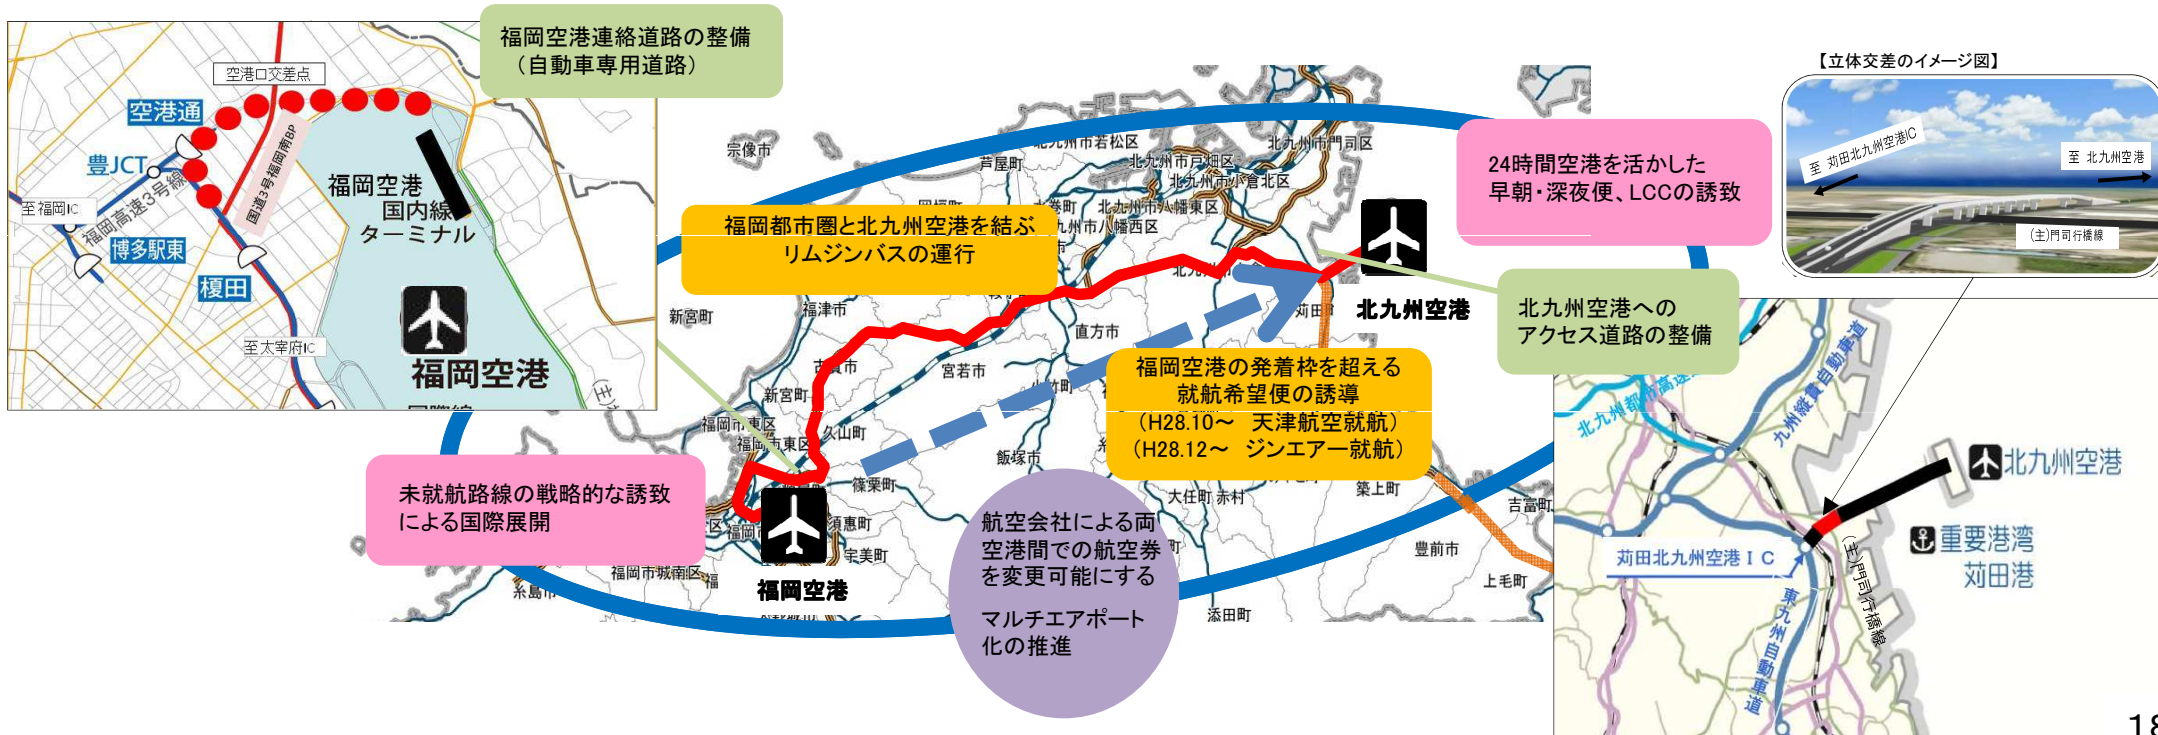 福岡空港連絡道路の整備
（自動車専用道路）
空港口交差点
空港通
豊JCT
福岡高速3号線
国道3号福岡南BP
至福岡IC
博多駅東
榎田
至太宰府IC
福岡空港
国内線
ターミナル
福岡空港
宗像市
芦屋町
北九州市若松区
北九州市戸畑区
北九州市門司区
北九州市小倉北区
北九州市八幡東区
福岡都市圏と北九州空港を結ぶ
リムジンバスの運行
24時間空港を活かした
早朝・深夜便、LCCの誘致
北九州空港
北九州空港への
アクセス道路の整備
新宮町
福津市
直方市
宮若市
新宮町
福岡市東区
福岡市東区
久山町
飯塚市
篠栗町
須恵町
宇美町
福岡空港の発着枠を超える
就航希望便の誘導
（H28.10～　天津航空就航）
（H28.12～　ジンエアー就航）
未就航路線の戦略的な誘致
による国際展開
福岡空港
福岡市城南区
糸島市
航空会社による両
空港間での航空券
を変更可能にする
マルチエアポート
化の推進
大任町
赤村
築上町
吉富町
豊前市
上毛町
添田町
【立体交差のイメージ図】
至 苅田北九州空港IC
至 北九州空港
(主)門司行橋線
九州縦貫自動車道
北九州空港
重要港湾
苅田港
苅田北九州空港ＩＣ
(主)門司行橋線
東九州自動車道
18